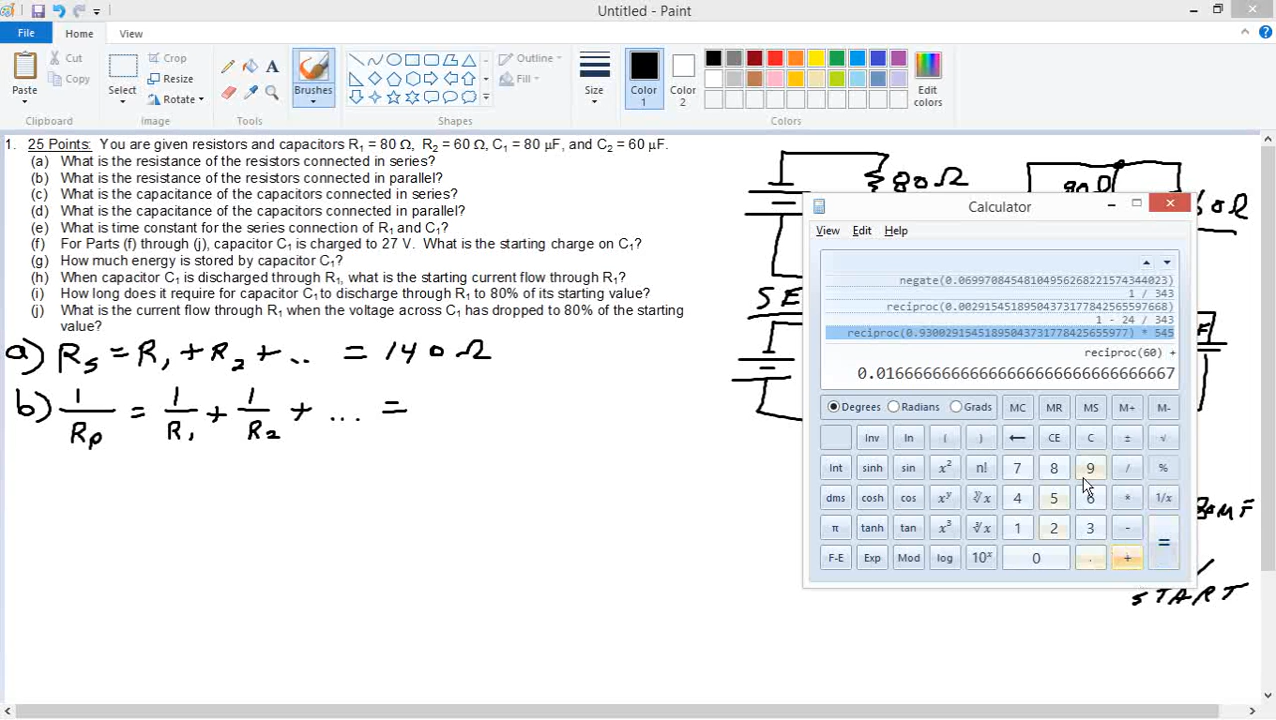 Untitled - Paint
File Home View
Paste
Cut
Copy
Clipboard
Select
Crop
Resize
Rotate
Image
A
Tools
Brushes
Outline
Fill
Shapes
Size
Color 1
Color 2
Edit colors
Colors
1. 25 Points: You are given resistors and capacitors R1 = 80 Ω, R2 = 60 Ω, C1 = 80 μF, and C2 = 60 μF.
(a) What is the resistance of the resistors connected in series?
(b) What is the resistance of the resistors connected in parallel?
(c) What is the capacitance of the capacitors connected in series?
(d) What is the capacitance of the capacitors connected in parallel?
(e) What is time constant for the series connection of R1 and C1?
(f) For Parts (f) through (j), capacitor C1 is charged to 27 V. What is the starting charge on C1?
(g) How much energy is stored by capacitor C1?
(h) When capacitor C1 is discharged through R1, what is the starting current flow through R1?
(i) How long does it require for capacitor C1 to discharge through R1 to 80% of its starting value?
(j) What is the current flow through R1 when the voltage across C1 has dropped to 80% of the starting
value?
a) Rs = R1 + R2 + .. = 140 Ω
b) 1/Rp = 1/R1 + 1/R2 + ... =
80Ω
START
Calculator
View Edit Help
negate(0.06997084548104956268221574344023)
1 / 343
reciproc(0.00291545189504373177842565597668)
1 - 24 / 343
reciproc(0.93002915451895043731778425655977) * 545
reciproc(60) +
0.01666666666666666666666666666667
Degrees Radians Grads MC MR MS M+ M-
Inv ln ( ) ← CE C ± √
Int sinh sin x² n! 7 8 9 / %
dms cosh cos xʸ ʸ√x 4 5 6 * 1/x
π tanh tan x³ ³√x 1 2 3 - =
F-E Exp Mod log 10ˣ 0 . +